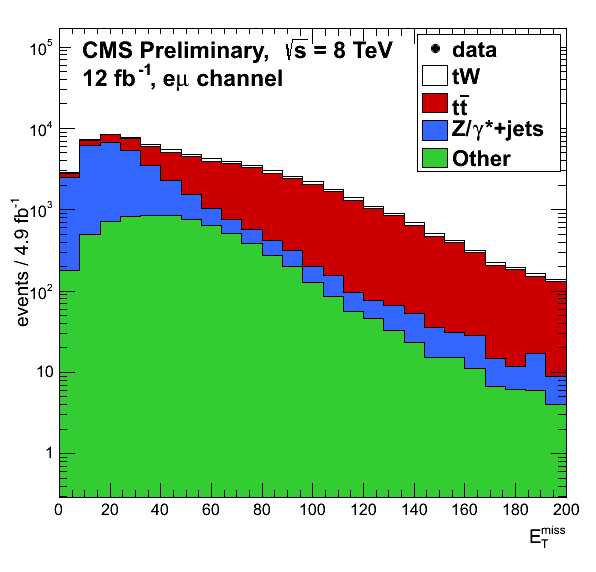 CMS Preliminary, √s = 8 TeV
12 fb⁻¹, eμ channel
data
tW
tt̄
Z/γ*+jets
Other
events / 4.9 fb⁻¹
10⁵
10⁴
10³
10²
10
1
0 20 40 60 80 100 120 140 160 180 200
E_T^miss